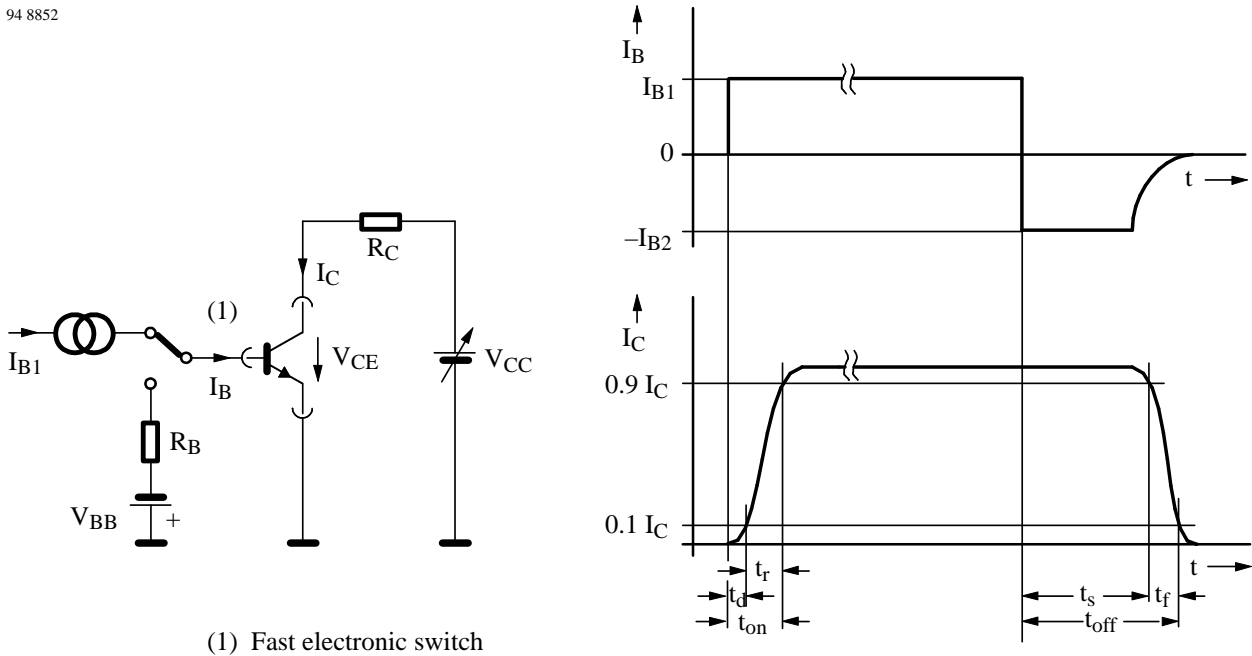 94 8852
I_B1
(1)
I_B
R_B
V_BB
+
I_C
R_C
V_CE
V_CC
(1) Fast electronic switch
I_B
I_B1
0
t
–I_B2
I_C
0.9 I_C
0.1 I_C
t
t_r
t_d
t_on
t_s
t_f
t_off